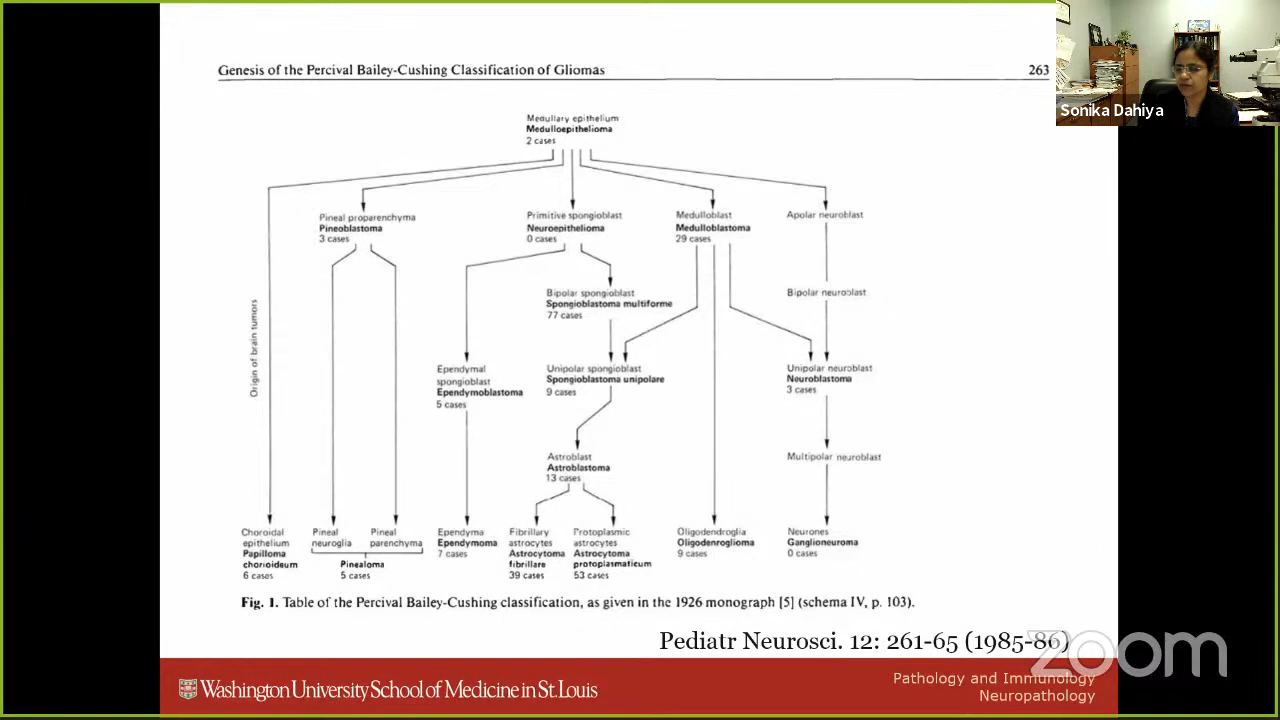 Genesis of the Percival Bailey-Cushing Classification of Gliomas
263
Sonika Dahiya
Medullary epithelium
Medulloepithelioma
2 cases
Pineal proparenchyma
Pineoblastoma
3 cases
Primitive spongioblast
Neuroepithelioma
0 cases
Medulloblast
Medulloblastoma
29 cases
Apolar neuroblast
Bipolar spongioblast
Spongioblastoma multiforme
77 cases
Bipolar neuroblast
Origin of brain tumors
Ependymal
spongioblast
Ependymoblastoma
5 cases
Unipolar spongioblast
Spongioblastoma unipolare
9 cases
Unipolar neuroblast
Neuroblastoma
3 cases
Astroblast
Astroblastoma
13 cases
Multipolar neuroblast
Choroidal
epithelium
Papilloma
chorioideum
6 cases
Pineal
neuroglia
Pineal
parenchyma
Pinealoma
5 cases
Ependyma
Ependymoma
7 cases
Fibrillary
astrocytes
Astrocytoma
fibrillare
39 cases
Protoplasmic
astrocytes
Astrocytoma
protoplasmaticum
53 cases
Oligodendroglia
Oligodenroglioma
9 cases
Neurones
Ganglioneuroma
0 cases
Fig. 1. Table of the Percival Bailey-Cushing classification, as given in the 1926 monograph [5] (schema IV, p. 103).
Pediatr Neurosci. 12: 261-65 (1985-86)
zoom
Washington University School of Medicine in St. Louis
Pathology and Immunology
Neuropathology